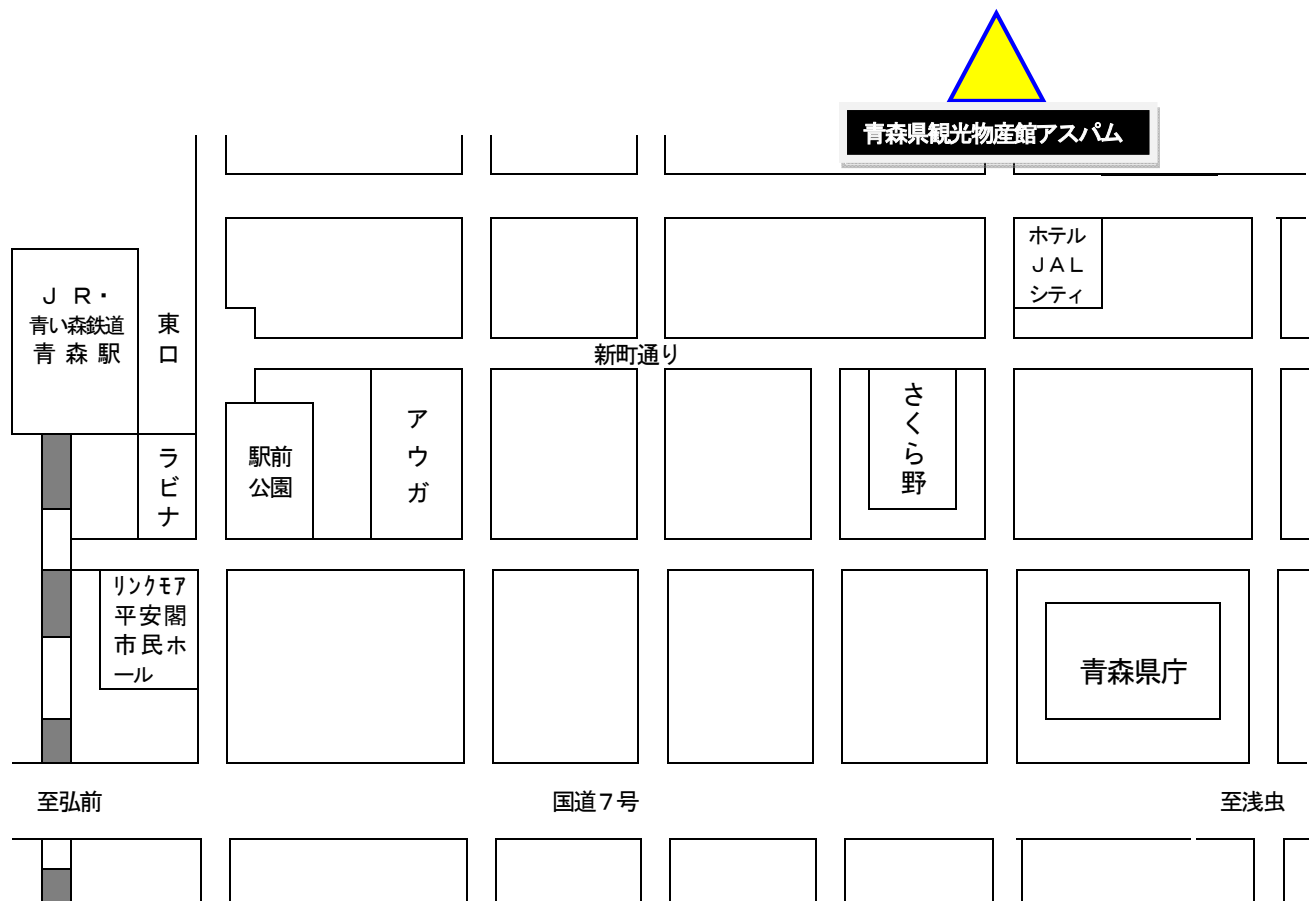 青森県観光物産館アスパム
ホテル
ＪＡＬ
シティ
ＪＲ・
青い森鉄道
青森駅
東口
新町通り
さくら野
アウガ
駅前
公園
ラビナ
リンクモア
平安閣
市民ホ
ール
青森県庁
至弘前
国道７号
至浅虫